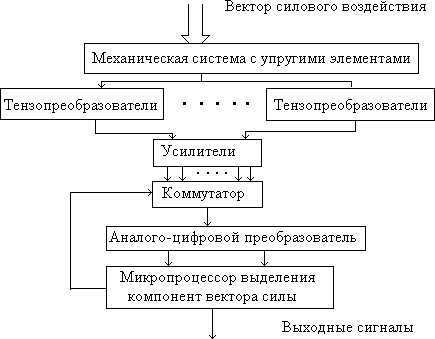 Вектор силового воздействия
Механическая система с упругими элементами
Тензопреобразователи
Тензопреобразователи
Усилители
Коммутатор
Аналого-цифровой преобразователь
Микропроцессор выделения
компонент вектора силы
Выходные сигналы